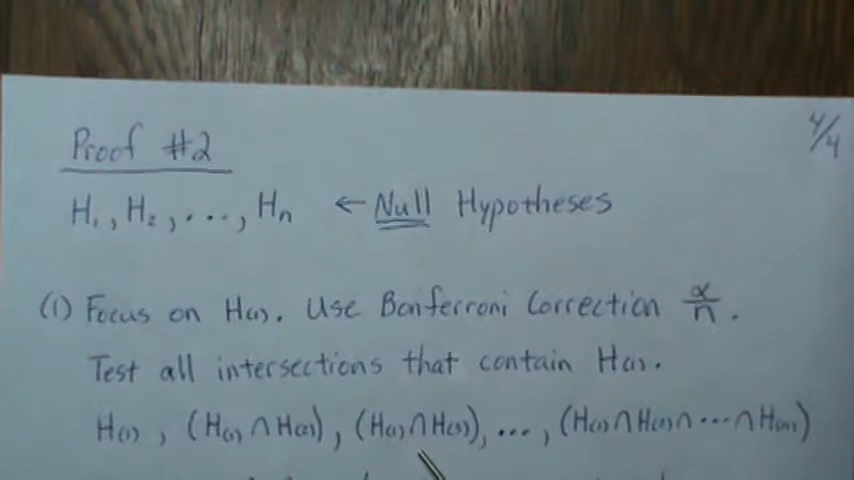 Proof #2
4/4
H₁, H₂, ..., Hₙ ← Null Hypotheses
(1) Focus on H₍₁₎. Use Bonferroni Correction α/n.
Test all intersections that contain H₍₁₎.
H₍₁₎, (H₍₁₎ ∩ H₍₂₎), (H₍₁₎ ∩ H₍₃₎), ..., (H₍₁₎ ∩ H₍₂₎ ∩ ... ∩ H₍ₙ₎)